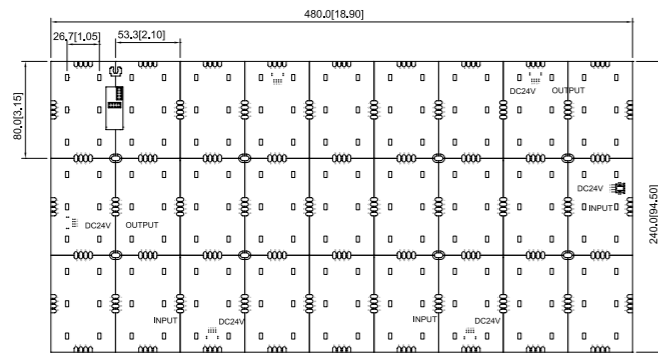 480.0[18.90]
26.7[1.05]
53.3[2.10]
80.0[3.15]
DC24V
OUTPUT
DC24V
INPUT
240.0[94.50]
DC24V
OUTPUT
INPUT
DC24V
INPUT
DC24V